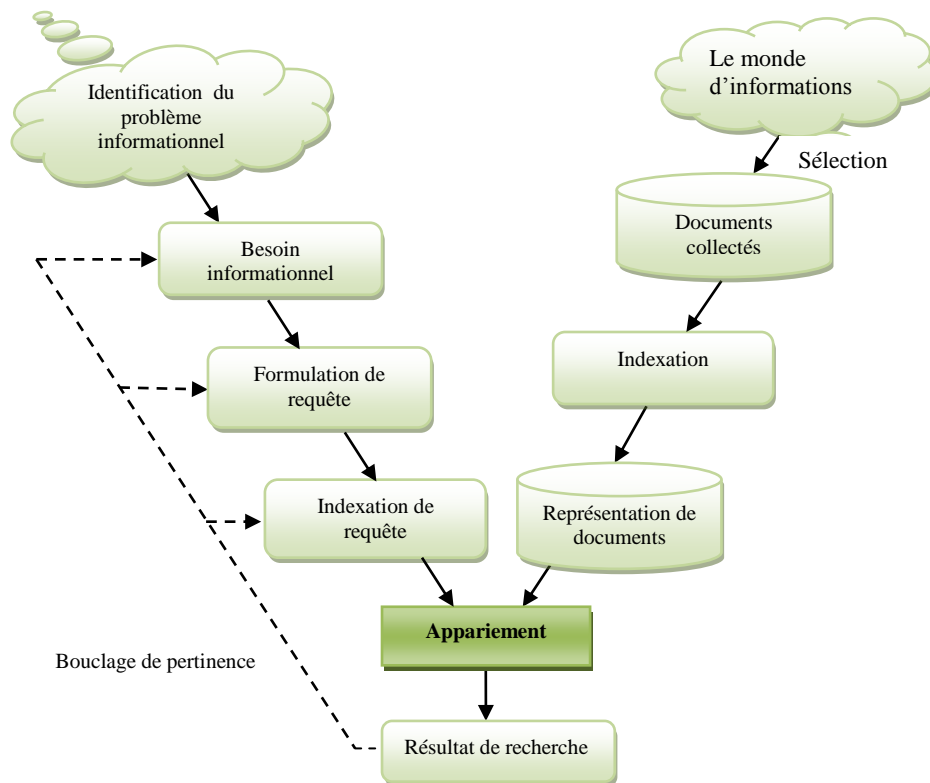 Identification du
problème
informationnel
Le monde
d’informations
Sélection
Documents
collectés
Besoin
informationnel
Indexation
Formulation de
requête
Indexation de
requête
Représentation de
documents
Appariement
Bouclage de pertinence
Résultat de recherche